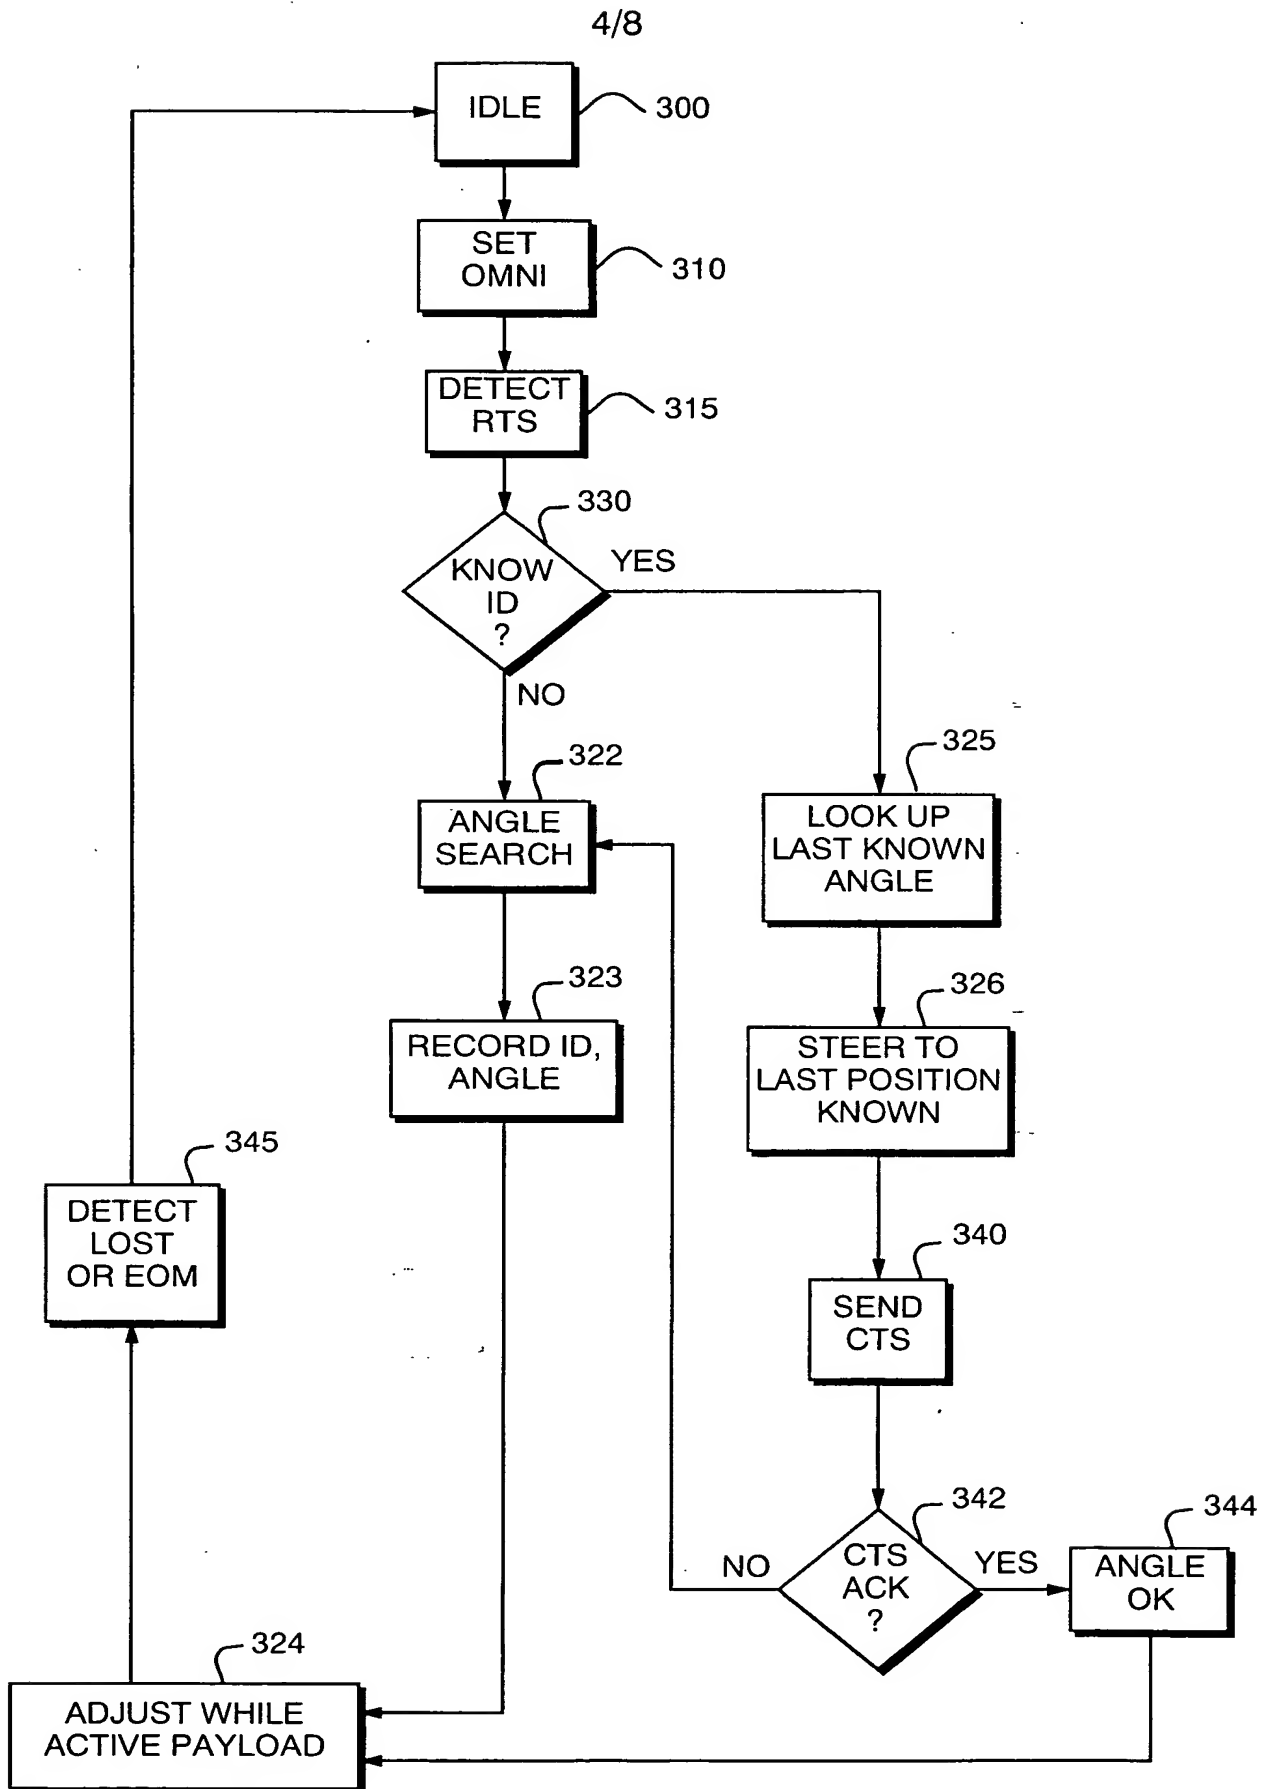 4/8
IDLE
300
SET
OMNI
310
DETECT
RTS
315
330
KNOW
ID
?
YES
NO
322
ANGLE
SEARCH
325
LOOK UP
LAST KNOWN
ANGLE
323
RECORD ID,
ANGLE
326
STEER TO
LAST POSITION
KNOWN
345
DETECT
LOST
OR EOM
340
SEND
CTS
342
CTS
ACK
?
NO
YES
344
ANGLE
OK
324
ADJUST WHILE
ACTIVE PAYLOAD